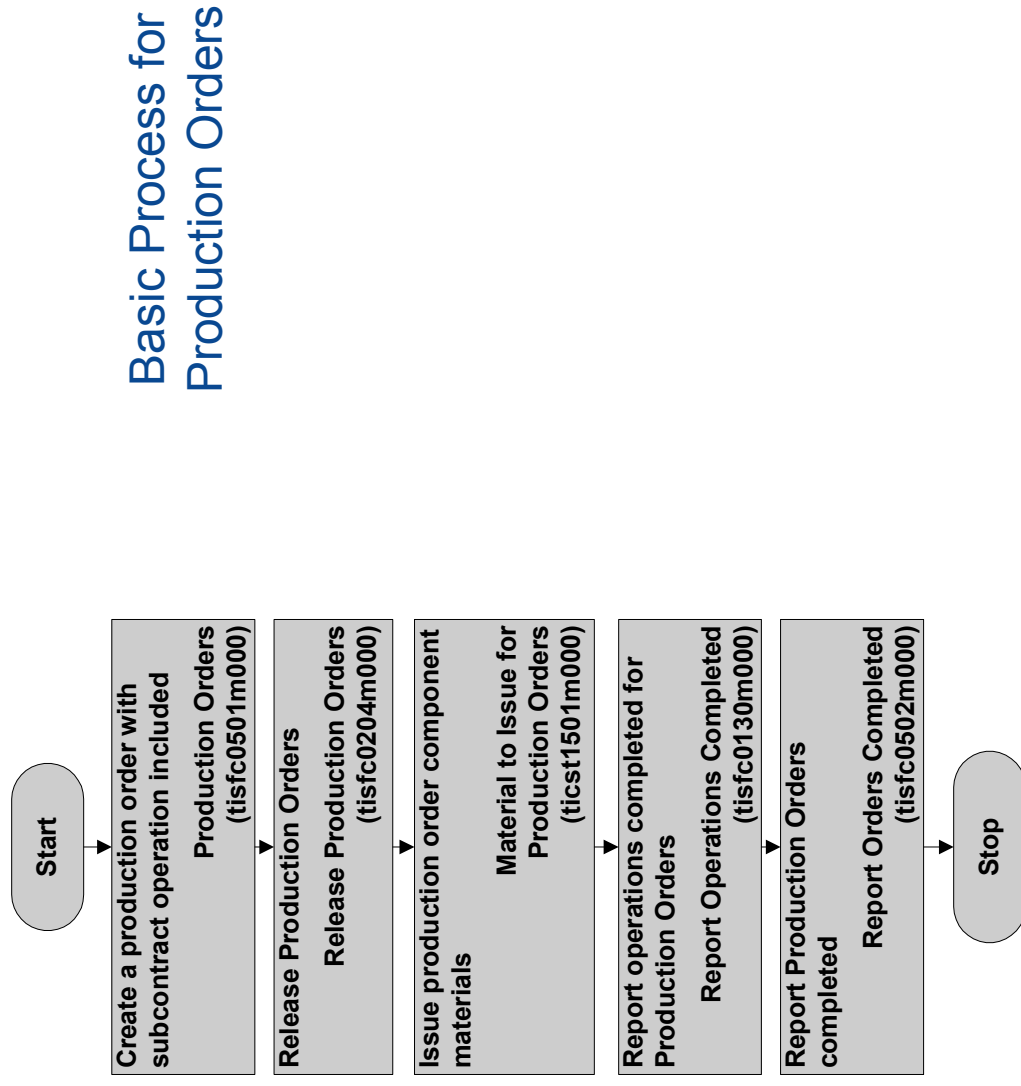 Basic Process for
Production Orders
Start
Create a production order with
subcontract operation included
Production Orders
(tisfc0501m000)
Release Production Orders
Release Production Orders
(tisfc0204m000)
Issue production order component
materials
Material to Issue for
Production Orders
(ticst1501m000)
Report operations completed for
Production Orders
Report Operations Completed
(tisfc0130m000)
Report Production Orders
completed
Report Orders Completed
(tisfc0502m000)
Stop